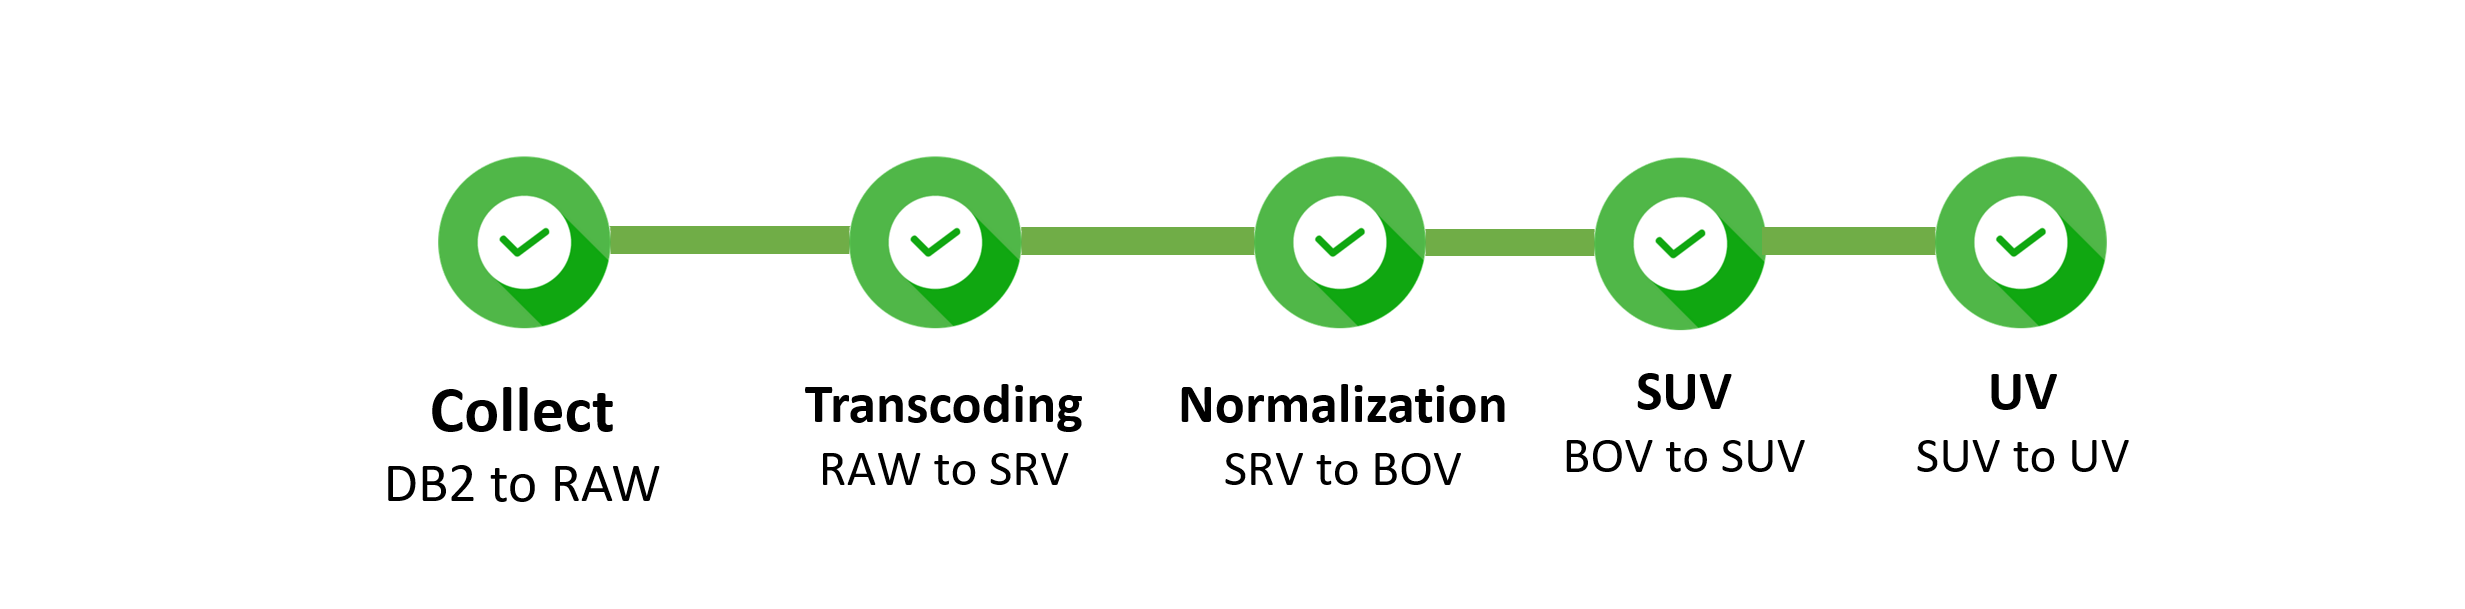 Collect
DB2 to RAW
Transcoding
RAW to SRV
Normalization
SRV to BOV
SUV
BOV to SUV
UV
SUV to UV